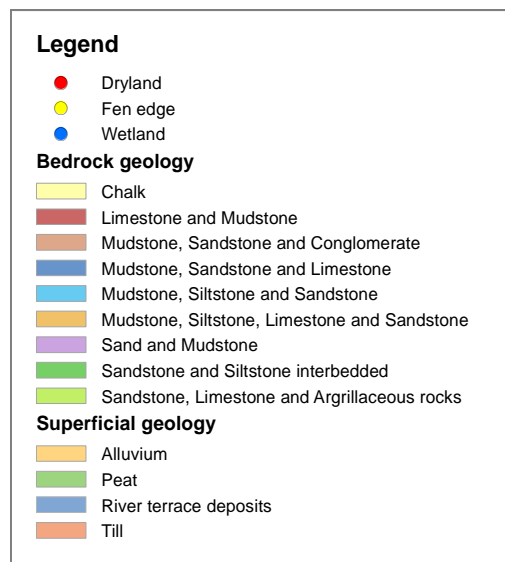 Legend
Dryland
Fen edge
Wetland
Bedrock geology
Chalk
Limestone and Mudstone
Mudstone, Sandstone and Conglomerate
Mudstone, Sandstone and Limestone
Mudstone, Siltstone and Sandstone
Mudstone, Siltstone, Limestone and Sandstone
Sand and Mudstone
Sandstone and Siltstone interbedded
Sandstone, Limestone and Argrillaceous rocks
Superficial geology
Alluvium
Peat
River terrace deposits
Till